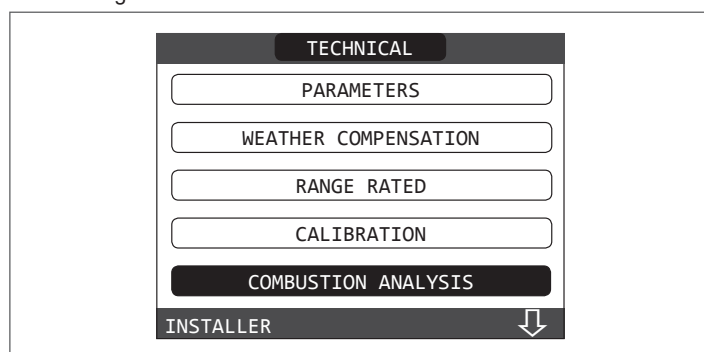 TECHNICAL
PARAMETERS
WEATHER COMPENSATION
RANGE RATED
CALIBRATION
COMBUSTION ANALYSIS
INSTALLER